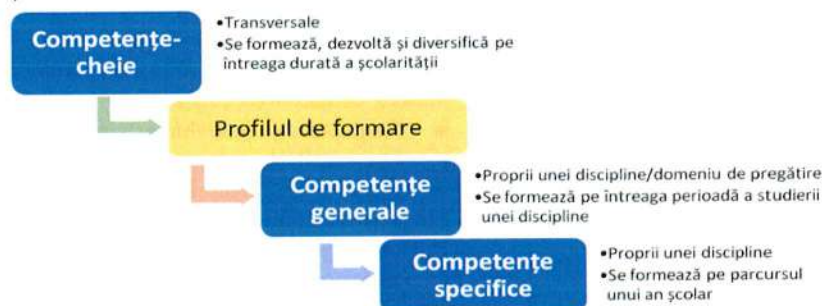 Competențe-
cheie
•Transversale
•Se formează, dezvoltă și diversifică pe
întreaga durată a școlarității
Profilul de formare
Competențe
generale
•Proprii unei discipline/domeniu de pregătire
•Se formează pe întreaga perioadă a studierii
unei discipline
Competențe
specifice
•Proprii unei discipline
•Se formează pe parcursul
unui an școlar